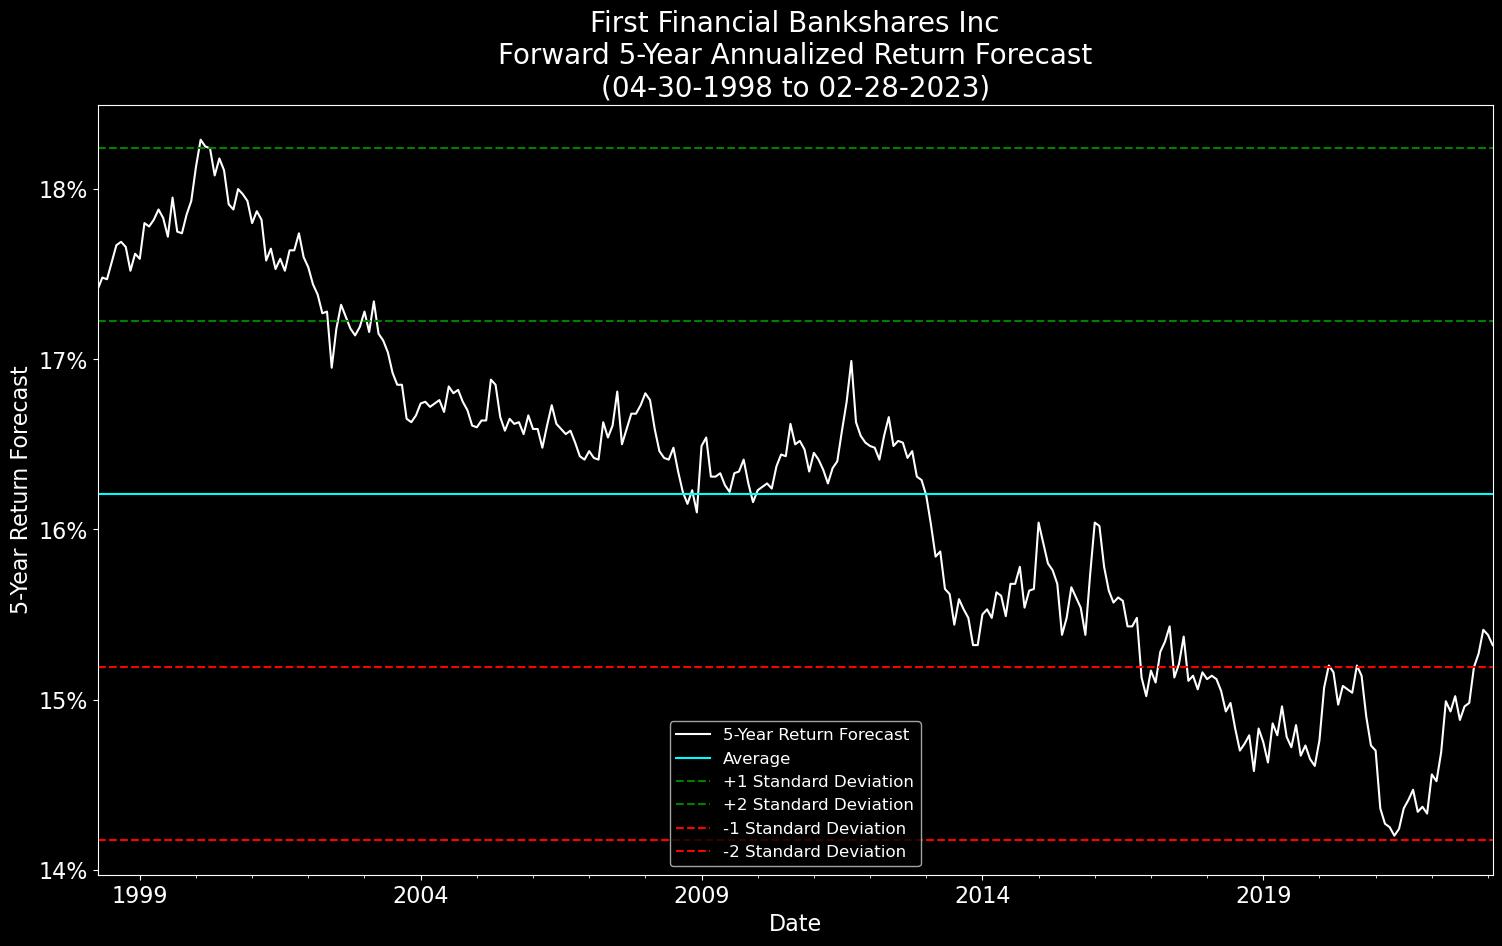 First Financial Bankshares Inc
Forward 5-Year Annualized Return Forecast
(04-30-1998 to 02-28-2023)
5-Year Return Forecast
18%
17%
16%
15%
14%
5-Year Return Forecast
Average
+1 Standard Deviation
+2 Standard Deviation
-1 Standard Deviation
-2 Standard Deviation
1999 2004 2009 2014 2019
Date